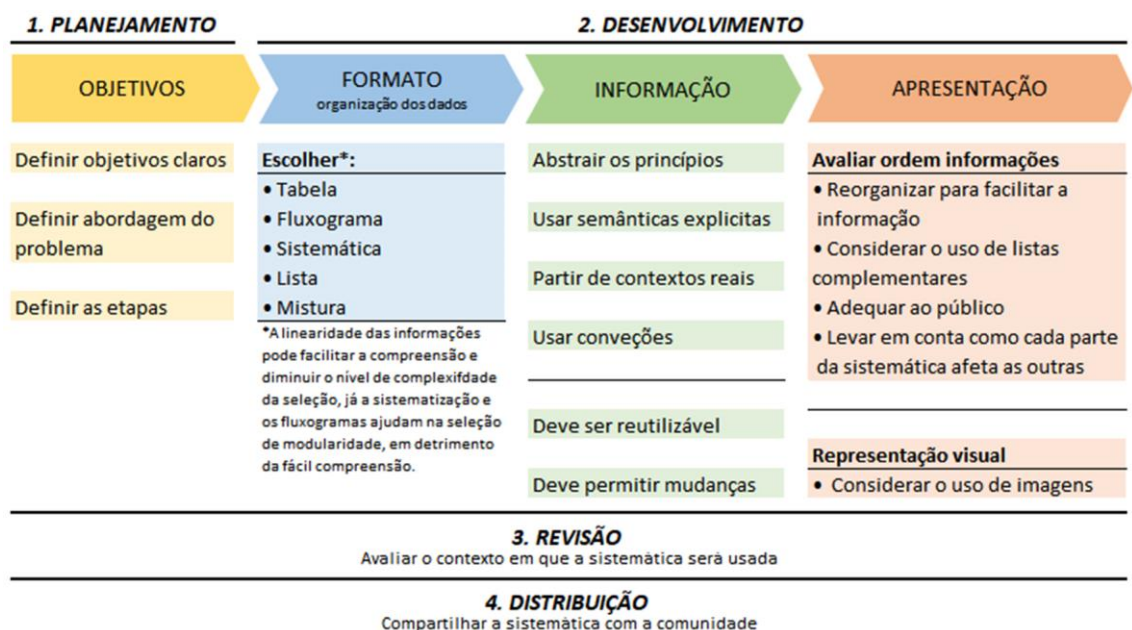 1. PLANEJAMENTO
2. DESENVOLVIMENTO
OBJETIVOS
Definir objetivos claros
Definir abordagem do
problema
Definir as etapas
FORMATO
organização dos dados
Escolher*:
• Tabela
• Fluxograma
• Sistemática
• Lista
• Mistura
*A linearidade das informações
pode facilitar a compreensão e
diminuir o nível de complexifdade
da seleção, já a sistematização e
os fluxogramas ajudam na seleção
de modularidade, em detrimento
da fácil compreensão.
INFORMAÇÃO
Abstrair os princípios
Usar semânticas explicitas
Partir de contextos reais
Usar conveções
Deve ser reutilizável
Deve permitir mudanças
APRESENTAÇÃO
Avaliar ordem informações
• Reorganizar para facilitar a
informação
• Considerar o uso de listas
complementares
• Adequar ao público
• Levar em conta como cada parte
da sistemática afeta as outras
Representação visual
• Considerar o uso de imagens
3. REVISÃO
Avaliar o contexto em que a sistemática será usada
4. DISTRIBUIÇÃO
Compartilhar a sistemática com a comunidade